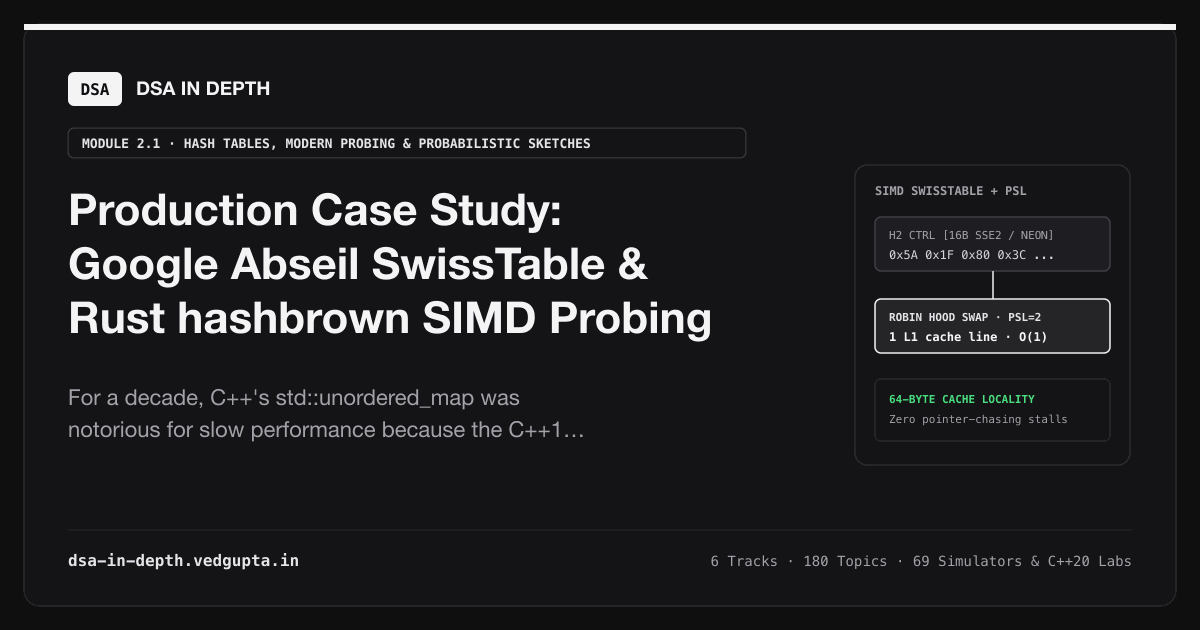 DSA
DSA IN DEPTH
MODULE 2.1 · HASH TABLES, MODERN PROBING & PROBABILISTIC SKETCHES
Production Case Study:
Google Abseil SwissTable &
Rust hashbrown SIMD Probing
For a decade, C++'s std::unordered_map was
notorious for slow performance because the C++1…
SIMD SWISSTABLE + PSL
H2 CTRL [16B SSE2 / NEON]
0x5A 0x1F 0x80 0x3C ...
ROBIN HOOD SWAP · PSL=2
1 L1 cache line · O(1)
64-BYTE CACHE LOCALITY
Zero pointer-chasing stalls
dsa-in-depth.vedgupta.in
6 Tracks · 180 Topics · 69 Simulators & C++20 Labs